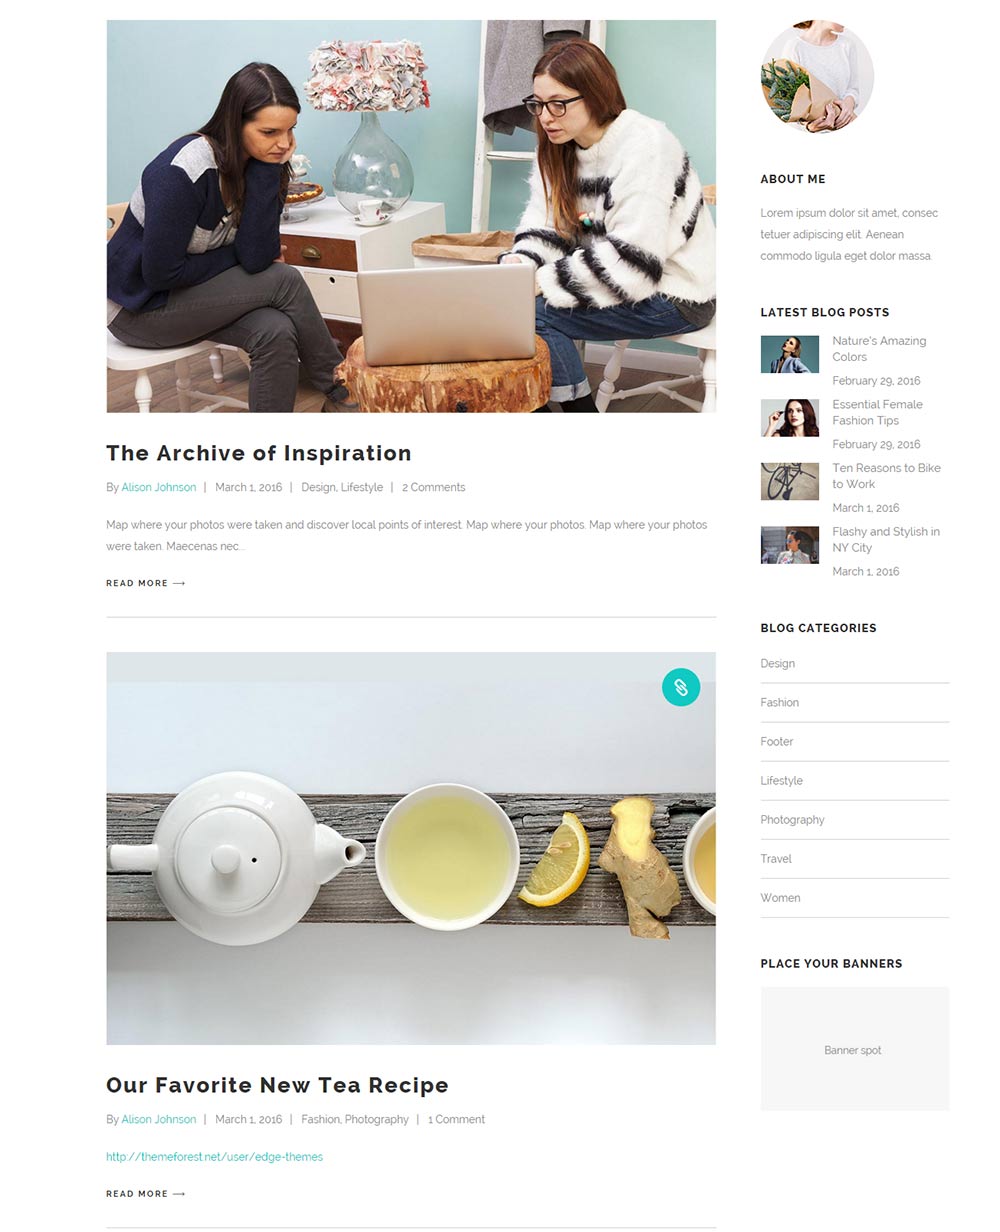 The Archive of Inspiration
By Alison Johnson | March 1, 2016 | Design, Lifestyle | 2 Comments
Map where your photos were taken and discover local points of interest. Map where your photos. Map where your photos
were taken. Maecenas nec...
READ MORE →
Our Favorite New Tea Recipe
By Alison Johnson | March 1, 2016 | Fashion, Photography | 1 Comment
http://themeforest.net/user/edge-themes
READ MORE →
ABOUT ME
Lorem ipsum dolor sit amet, consec
tetuer adipiscing elit. Aenean
commodo ligula eget dolor massa
LATEST BLOG POSTS
Nature's Amazing
Colors
February 29, 2016
Essential Female
Fashion Tips
February 29, 2016
Ten Reasons to Bike
to Work
March 1, 2016
Flashy and Stylish in
NY City
March 1, 2016
BLOG CATEGORIES
Design
Fashion
Footer
Lifestyle
Photography
Travel
Women
PLACE YOUR BANNERS
Banner spot